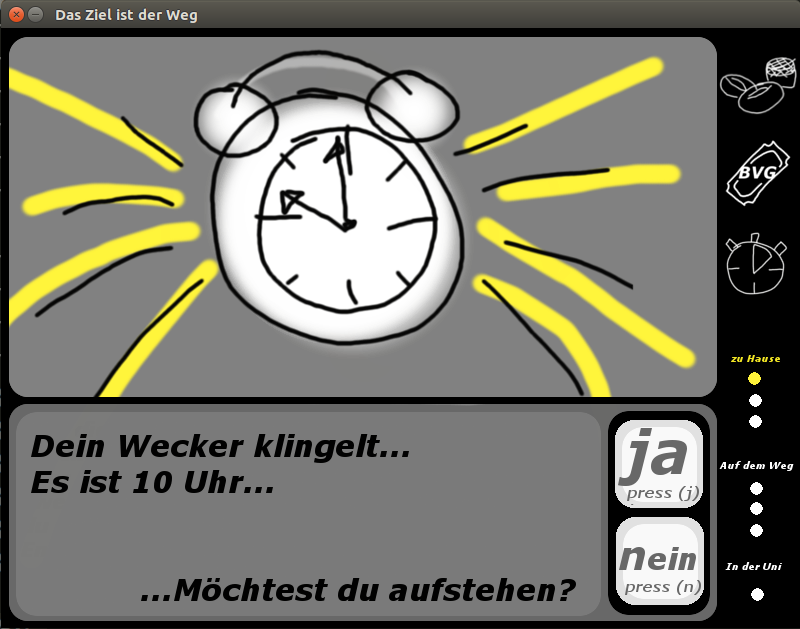 Das Ziel ist der Weg
BVG
zu Hause
Auf dem Weg
In der Uni
Dein Wecker klingelt...
Es ist 10 Uhr...
...Möchtest du aufstehen?
ja
press (j)
nein
press (n)